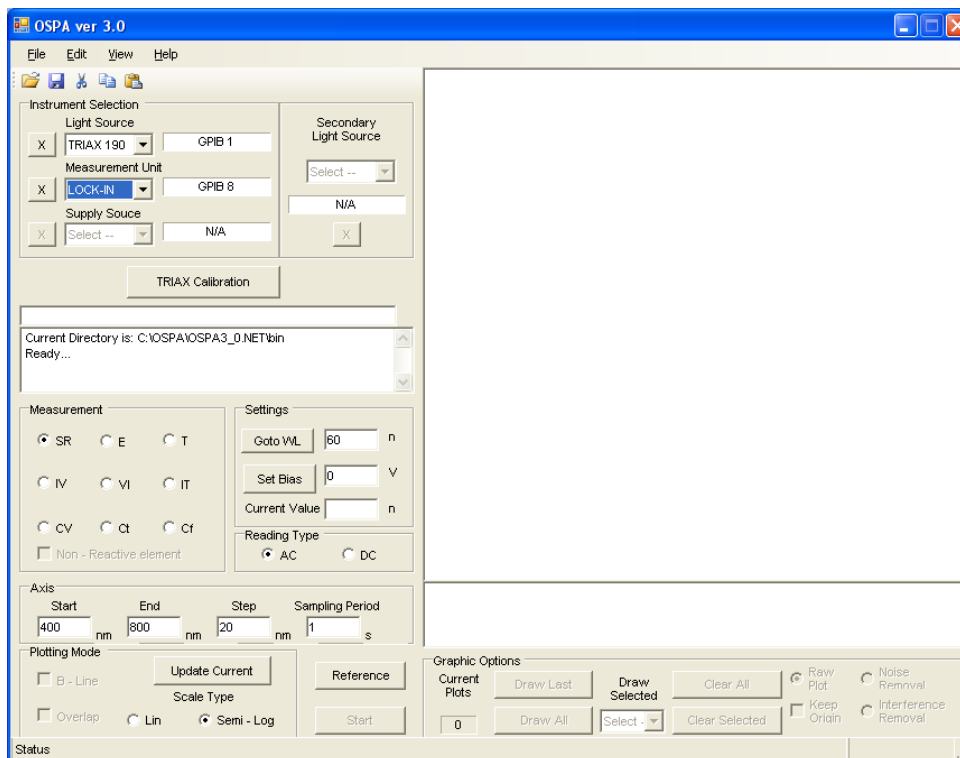 OSPA ver 3.0
File Edit View Help
Instrument Selection
Light Source
X TRIAX 190 GPIB 1
Measurement Unit
X LOCK-IN GPIB 8
Supply Souce
X Select -- N/A
Secondary
Light Source
Select --
N/A
X
TRIAX Calibration
Current Directory is: C:\OSPA\OSPA3_0.NET\bin
Ready...
Measurement
SR E T
IV VI IT
CV Ct Cf
Non - Reactive element
Settings
Goto WL 60 n
Set Bias 0 V
Current Value n
Reading Type
AC DC
Axis
Start End Step Sampling Period
400 nm 800 nm 20 nm 1 s
Plotting Mode
B - Line Update Current
Scale Type
Overlap Lin Semi - Log
Reference
Start
Graphic Options
Current
Plots
0
Draw Last
Draw All
Draw
Selected
Select -
Clear All
Clear Selected
Raw
Plot
Keep
Origin
Noise
Removal
Interference
Removal
Status